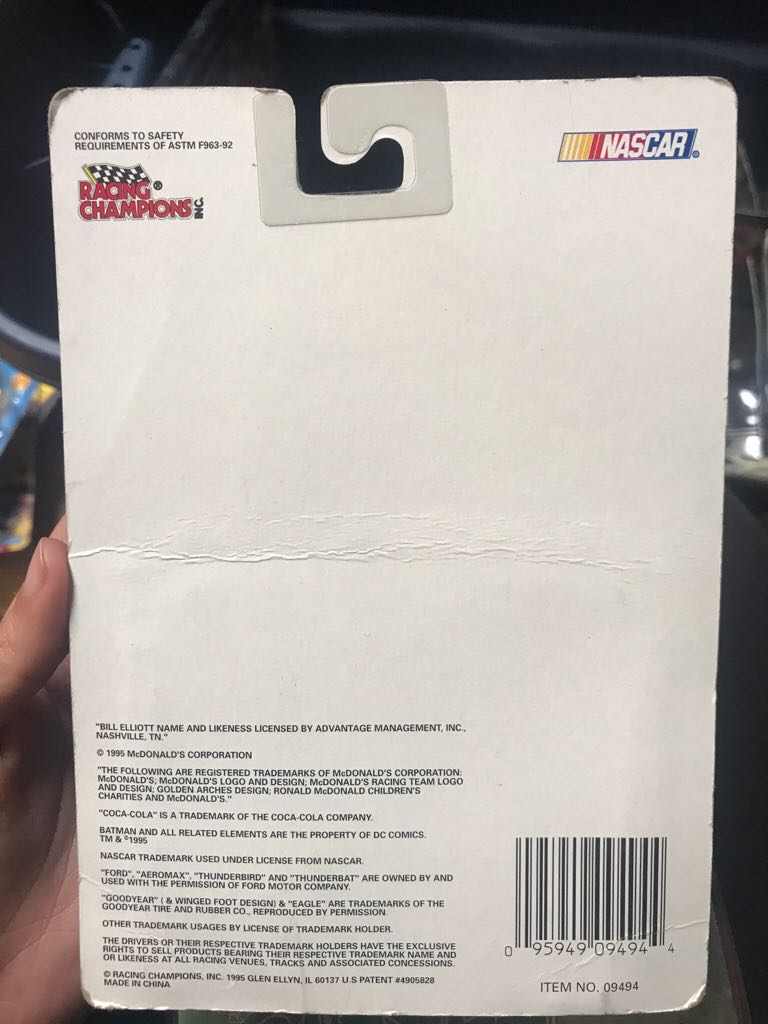 CONFORMS TO SAFETY
REQUIREMENTS OF ASTM F963-92
RACING ®
CHAMPIONS INC.
NASCAR®
"BILL ELLIOTT NAME AND LIKENESS LICENSED BY ADVANTAGE MANAGEMENT, INC.,
NASHVILLE, TN."
© 1995 McDONALD'S CORPORATION
"THE FOLLOWING ARE REGISTERED TRADEMARKS OF McDONALD'S CORPORATION:
McDONALD'S; McDONALD'S LOGO AND DESIGN; McDONALD'S RACING TEAM LOGO
AND DESIGN; GOLDEN ARCHES DESIGN; RONALD McDONALD CHILDREN'S
CHARITIES AND McDONALD'S."
"COCA-COLA" IS A TRADEMARK OF THE COCA-COLA COMPANY.
BATMAN AND ALL RELATED ELEMENTS ARE THE PROPERTY OF DC COMICS.
TM & ©1995
NASCAR TRADEMARK USED UNDER LICENSE FROM NASCAR.
"FORD", "AEROMAX", "THUNDERBIRD" AND "THUNDERBAT" ARE OWNED BY AND
USED WITH THE PERMISSION OF FORD MOTOR COMPANY.
"GOODYEAR" ( & WINGED FOOT DESIGN) & "EAGLE" ARE TRADEMARKS OF THE
GOODYEAR TIRE AND RUBBER CO., REPRODUCED BY PERMISSION.
OTHER TRADEMARK USAGES BY LICENSE OF TRADEMARK HOLDER.
THE DRIVERS OR THEIR RESPECTIVE TRADEMARK HOLDERS HAVE THE EXCLUSIVE
RIGHTS TO SELL PRODUCTS BEARING THEIR RESPECTIVE TRADEMARK NAME AND
OR LIKENESS AT ALL RACING VENUES, TRACKS AND ASSOCIATED CONCESSIONS.
© RACING CHAMPIONS, INC. 1995 GLEN ELLYN, IL 60137 U.S PATENT #4905828
MADE IN CHINA
0 95949 09494 4
ITEM NO. 09494